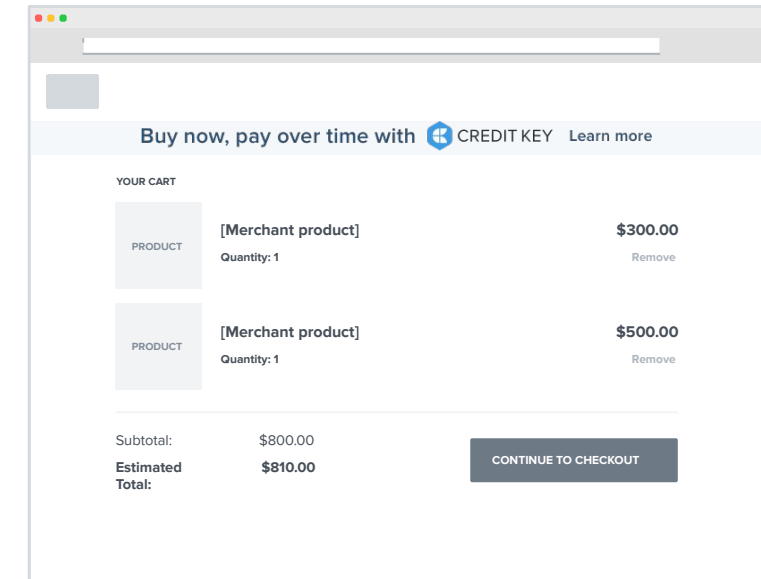 Buy now, pay over time with CREDIT KEY Learn more
YOUR CART
PRODUCT
[Merchant product]
$300.00
Quantity: 1
Remove
PRODUCT
[Merchant product]
$500.00
Quantity: 1
Remove
Subtotal: $800.00
Estimated Total: $810.00
CONTINUE TO CHECKOUT